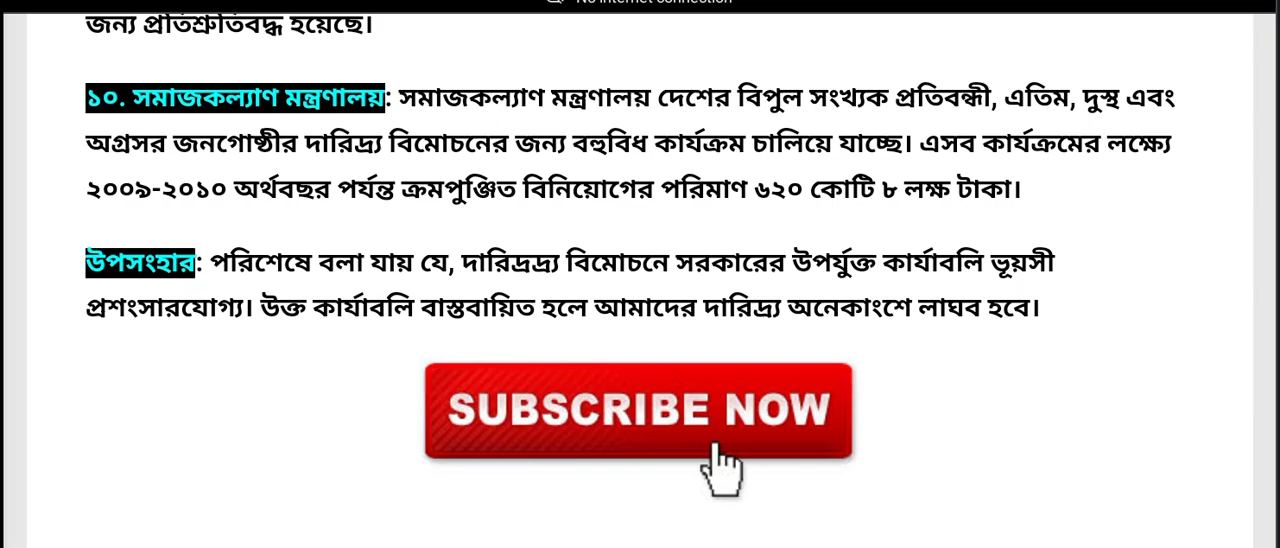 No internet connection
জন্য প্রতিশ্রুতিবদ্ধ হয়েছে।
১০. সমাজকল্যাণ মন্ত্রণালয়: সমাজকল্যাণ মন্ত্রণালয় দেশের বিপুল সংখ্যক প্রতিবন্ধী, এতিম, দুস্থ এবং
অগ্রসর জনগোষ্ঠীর দারিদ্র্য বিমোচনের জন্য বহুবিধ কার্যক্রম চালিয়ে যাচ্ছে। এসব কার্যক্রমের লক্ষ্যে
২০০৯-২০১০ অর্থবছর পর্যন্ত ক্রমপুঞ্জিত বিনিয়োগের পরিমাণ ৬২০ কোটি ৮ লক্ষ টাকা।
উপসংহার: পরিশেষে বলা যায় যে, দারিদ্রদ্র্য বিমোচনে সরকারের উপর্যুক্ত কার্যাবলি ভূয়সী
প্রশংসারযোগ্য। উক্ত কার্যাবলি বাস্তবায়িত হলে আমাদের দারিদ্র্য অনেকাংশে লাঘব হবে।
SUBSCRIBE NOW